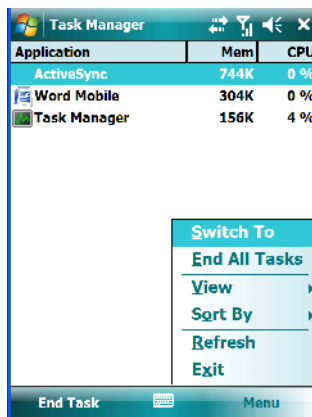 Task Manager
Application Mem CPU
ActiveSync 744K 0 %
Word Mobile 304K 0 %
Task Manager 156K 4 %
Switch To
End All Tasks
View
Sort By
Refresh
Exit
End Task Menu